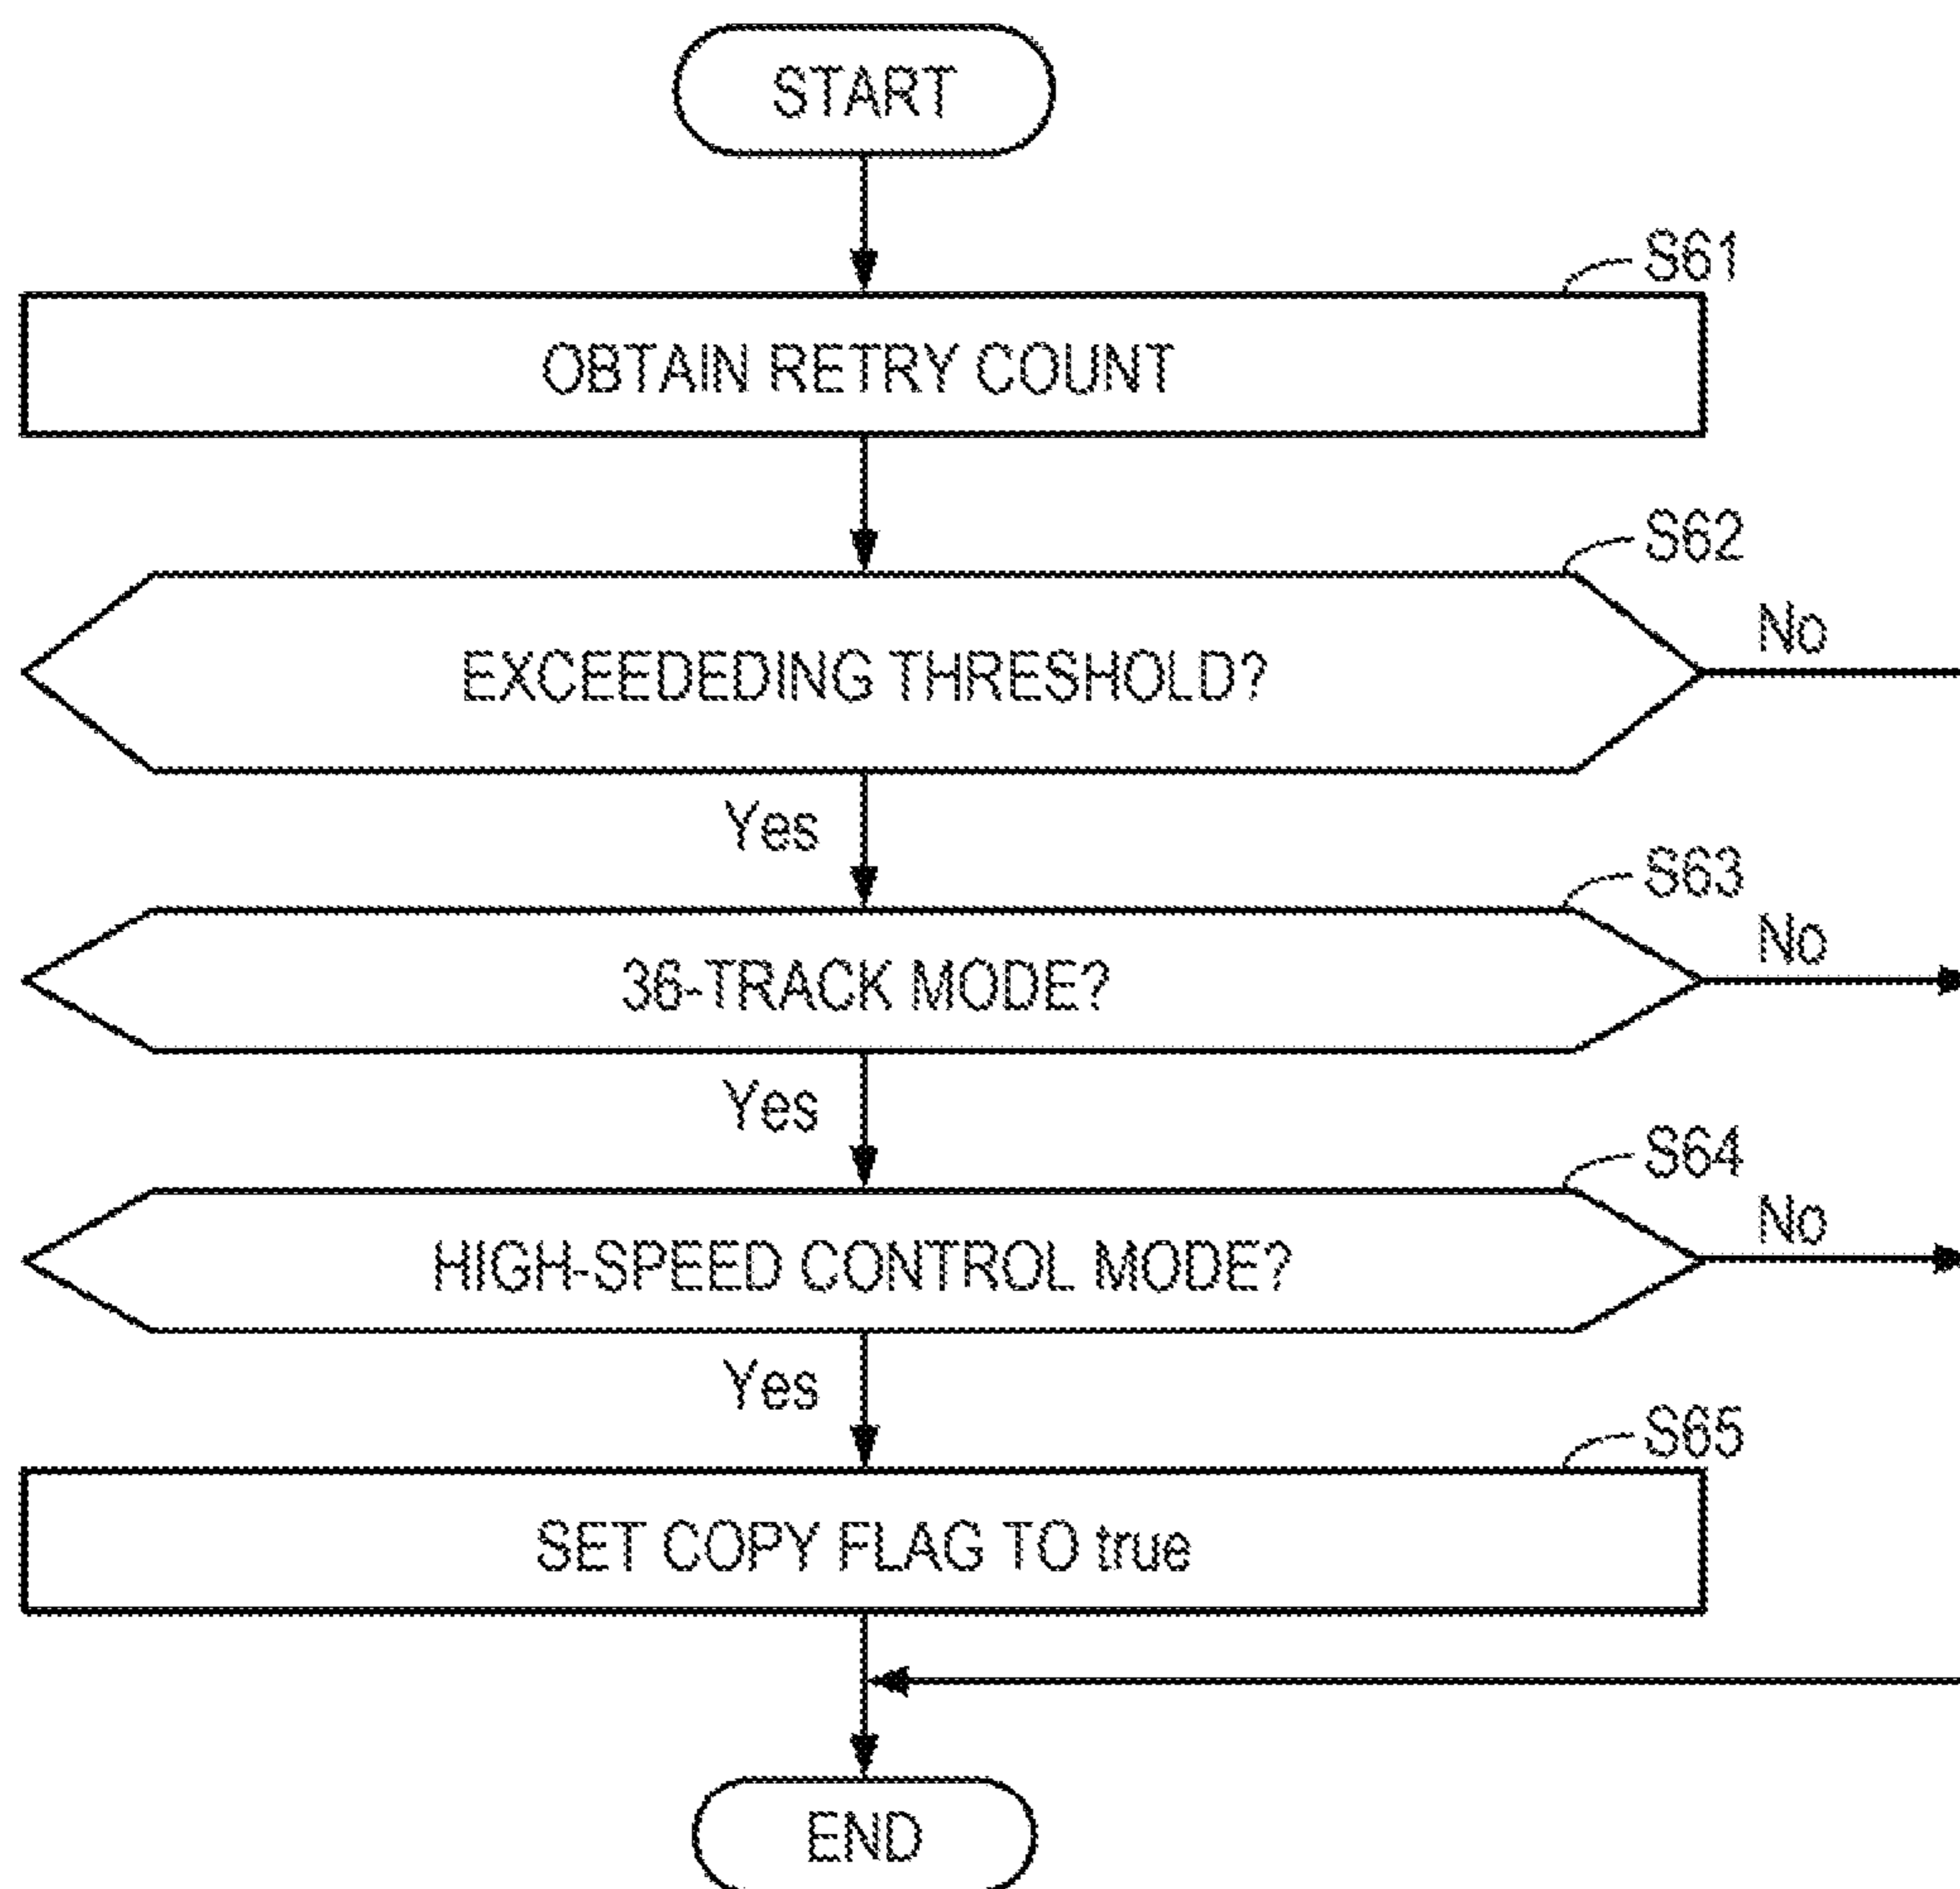 START
S61
OBTAIN RETRY COUNT
S62
EXCEEDEDING THRESHOLD?
No
Yes
S63
36-TRACK MODE?
No
Yes
S64
HIGH-SPEED CONTROL MODE?
No
Yes
S65
SET COPY FLAG TO true
END